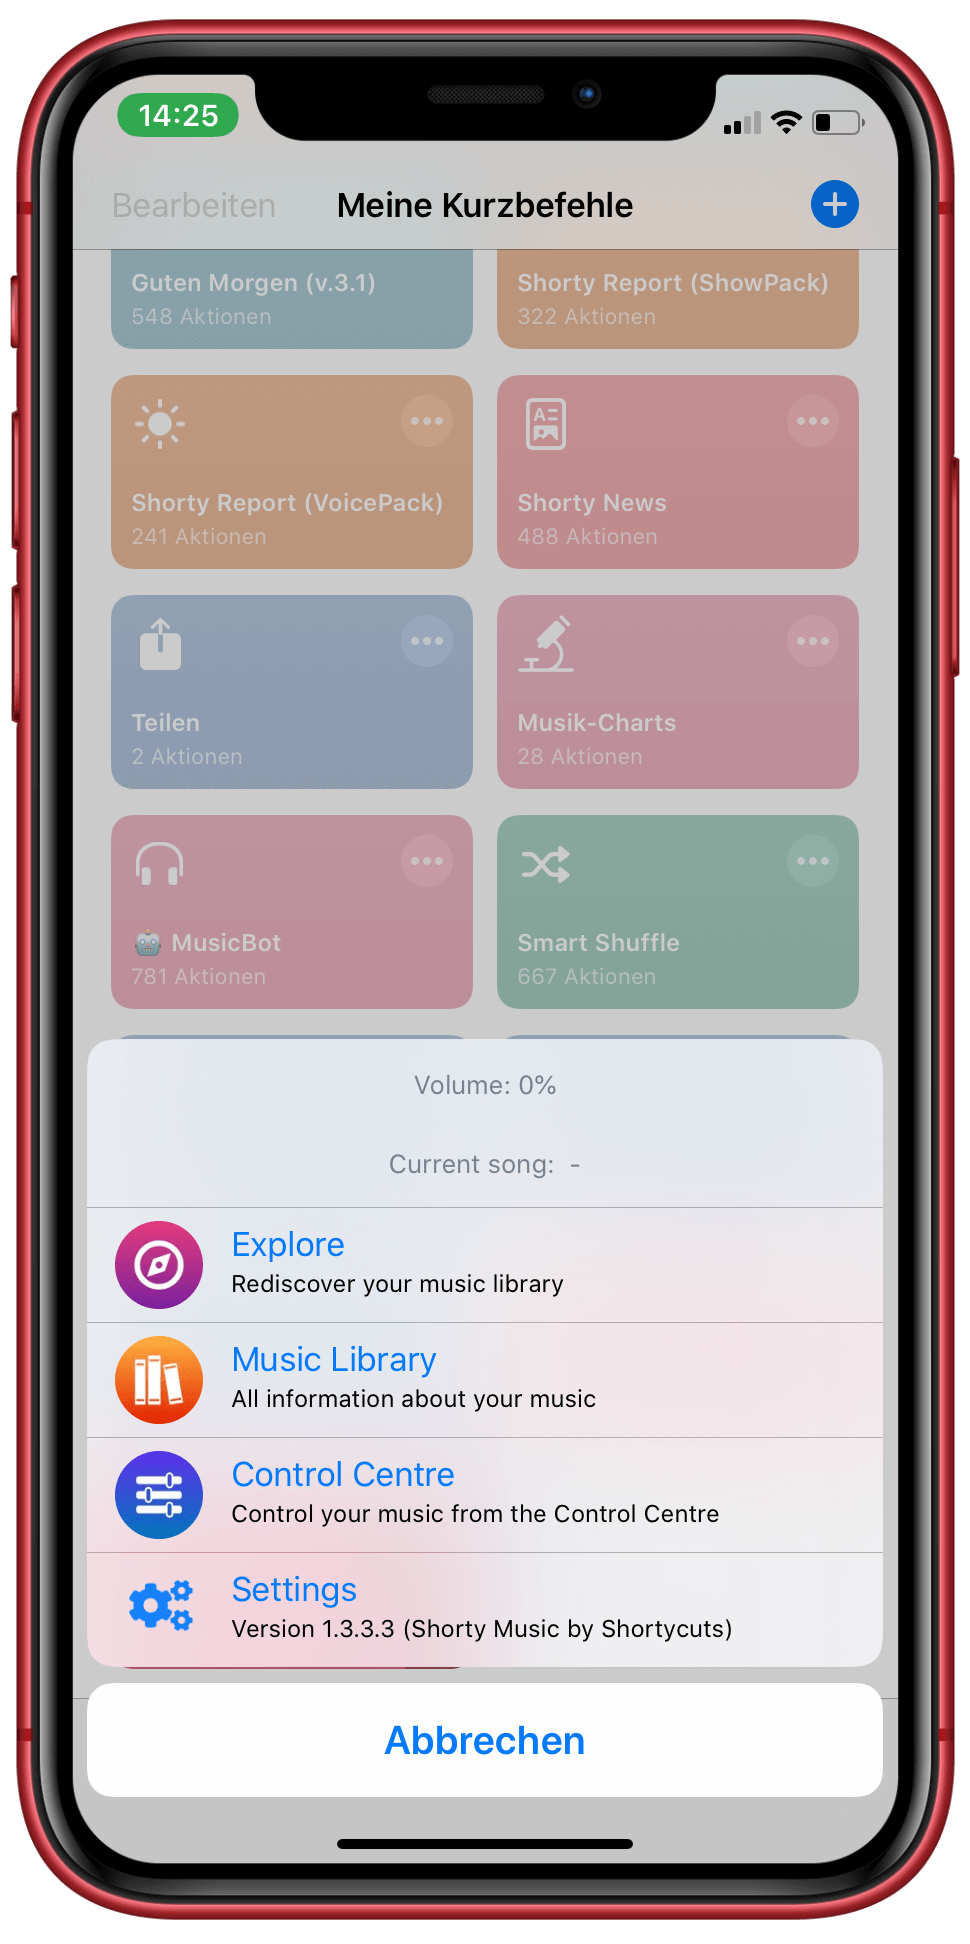 14:25
Bearbeiten
Meine Kurzbefehle
Guten Morgen (v.3.1)
548 Aktionen
Shorty Report (ShowPack)
322 Aktionen
Shorty Report (VoicePack)
241 Aktionen
Shorty News
488 Aktionen
Teilen
2 Aktionen
Musik-Charts
28 Aktionen
🤖 MusicBot
781 Aktionen
Smart Shuffle
667 Aktionen
Volume: 0%
Current song: -
Explore
Rediscover your music library
Music Library
All information about your music
Control Centre
Control your music from the Control Centre
Settings
Version 1.3.3.3 (Shorty Music by Shortycuts)
Abbrechen